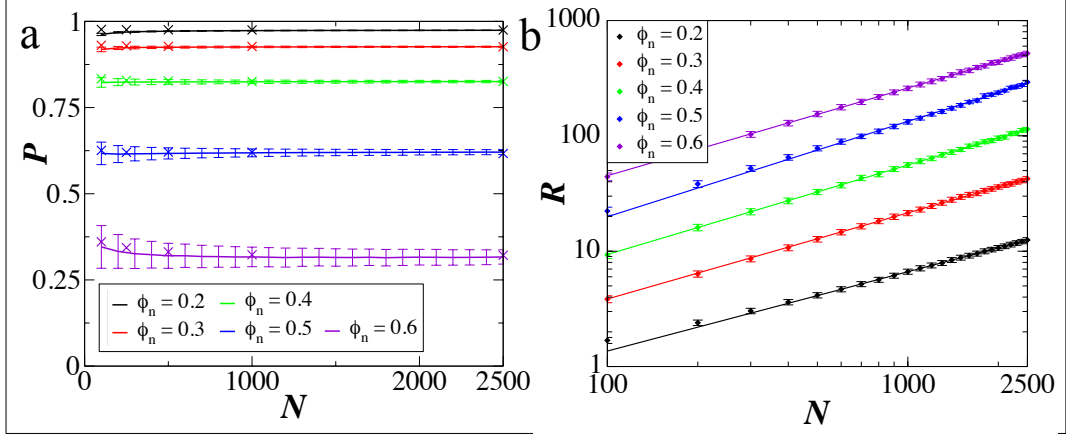 a
1
0.75
0.5
0.25
0
P
0 1000 2000 2500
N
ϕn = 0.2
ϕn = 0.3
ϕn = 0.4
ϕn = 0.5
ϕn = 0.6
b
1000
100
10
1
R
100 1000 2500
N
ϕn = 0.2
ϕn = 0.3
ϕn = 0.4
ϕn = 0.5
ϕn = 0.6